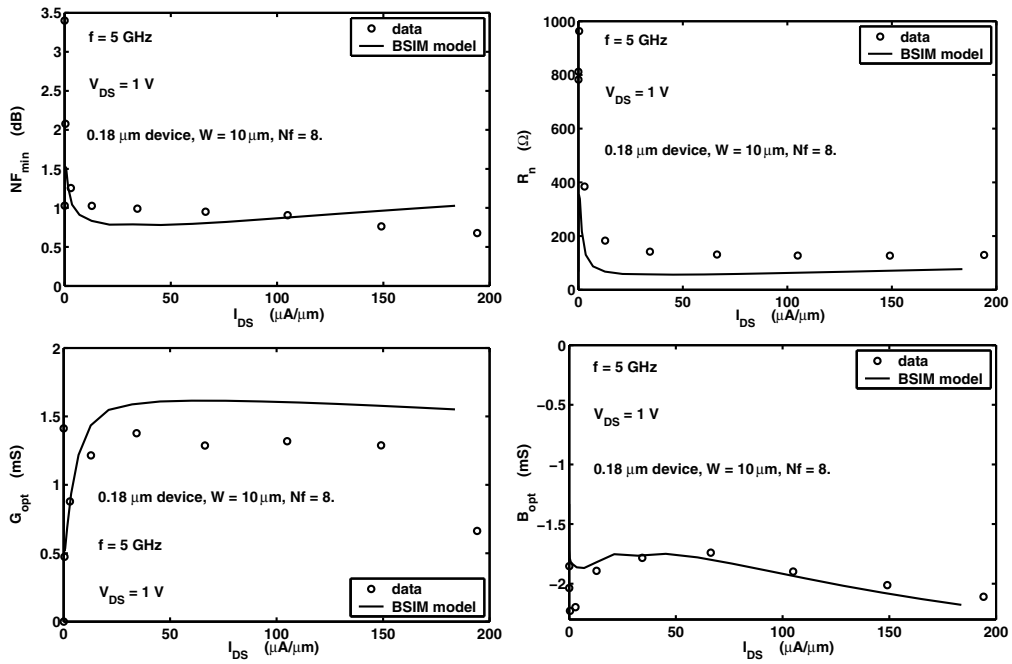 3.5
3
2.5
2
1.5
1
0.5
0
NF_min (dB)
f = 5 GHz
V_DS = 1 V
0.18 μm device, W = 10 μm, Nf = 8.
data
BSIM model
0 50 100 150 200
I_DS (μA/μm)
1000
800
600
400
200
0
R_n (Ω)
f = 5 GHz
V_DS = 1 V
0.18 μm device, W = 10 μm, Nf = 8.
data
BSIM model
0 50 100 150 200
I_DS (μA/μm)
2
1.5
1
0.5
0
G_opt (mS)
0.18 μm device, W = 10 μm, Nf = 8.
f = 5 GHz
V_DS = 1 V
data
BSIM model
0 50 100 150 200
I_DS (μA/μm)
0
−0.5
−1
−1.5
−2
B_opt (mS)
f = 5 GHz
V_DS = 1 V
0.18 μm device, W = 10 μm, Nf = 8.
data
BSIM model
0 50 100 150 200
I_DS (μA/μm)